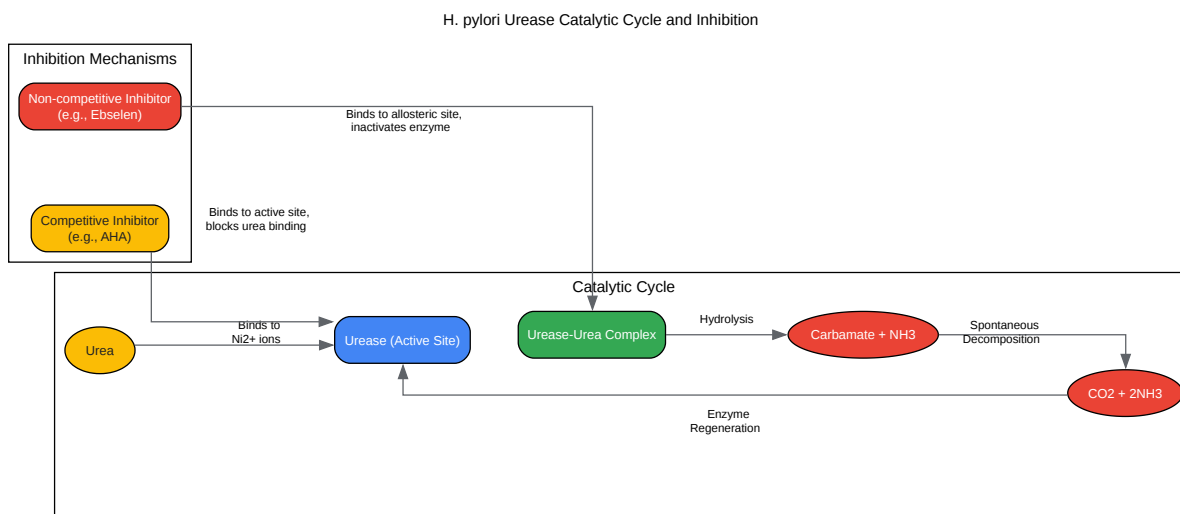 H. pylori Urease Catalytic Cycle and Inhibition
Inhibition Mechanisms
Non-competitive Inhibitor
(e.g., Ebselen)
Binds to allosteric site,
inactivates enzyme
Competitive Inhibitor
(e.g., AHA)
Binds to active site,
blocks urea binding
Catalytic Cycle
Urea
Binds to
Ni2+ ions
Urease (Active Site)
Urease-Urea Complex
Hydrolysis
Carbamate + NH3
Spontaneous
Decomposition
CO2 + 2NH3
Enzyme
Regeneration